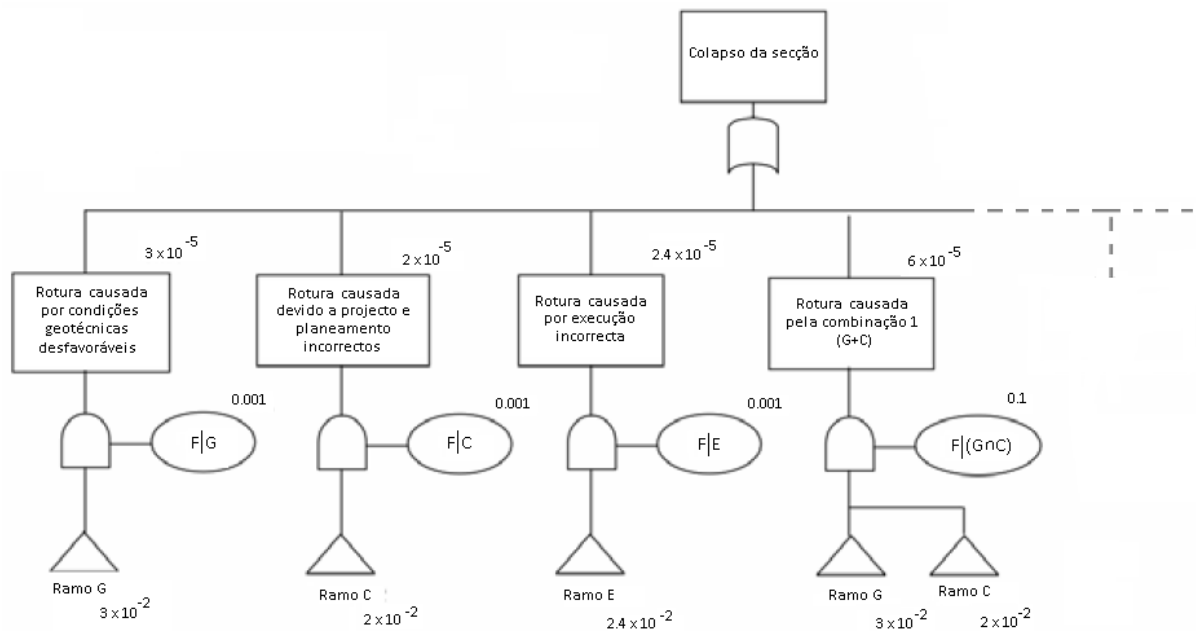 Colapso da secção
3 x 10^-5
2 x 10^-5
2.4 x 10^-5
6 x 10^-5
Rotura causada
por condições
geotécnicas
desfavoráveis
Rotura causada
devido a projecto e
planeamento
incorrectos
Rotura causada
por execução
incorrecta
Rotura causada
pela combinação 1
(G+C)
0.001
0.001
0.001
0.1
F|G
F|C
F|E
F|(G∩C)
Ramo G
3 x 10^-2
Ramo C
2 x 10^-2
Ramo E
2.4 x 10^-2
Ramo G
3 x 10^-2
Ramo C
2 x 10^-2